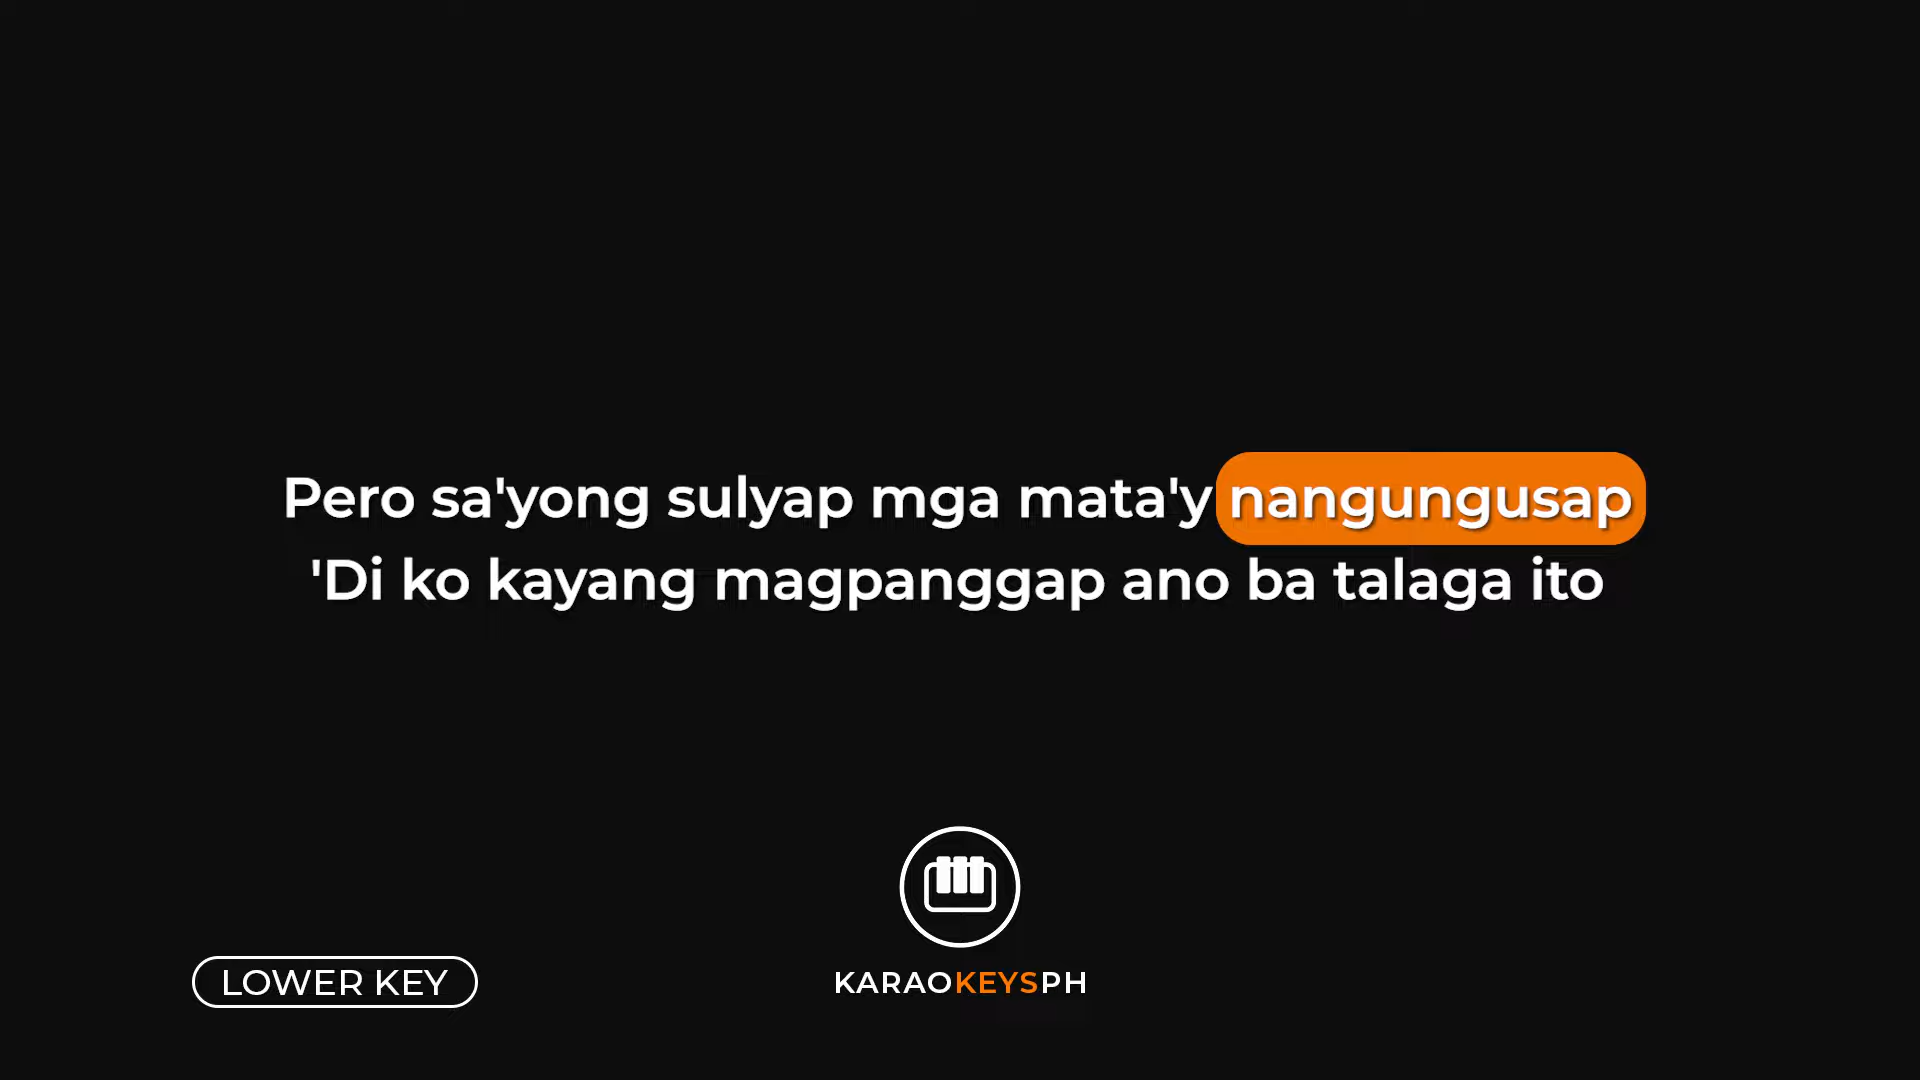 Pero sa'yong sulyap mga mata'y nangungusap
'Di ko kayang magpanggap ano ba talaga ito
LOWER KEY
KARAOKEYSPH